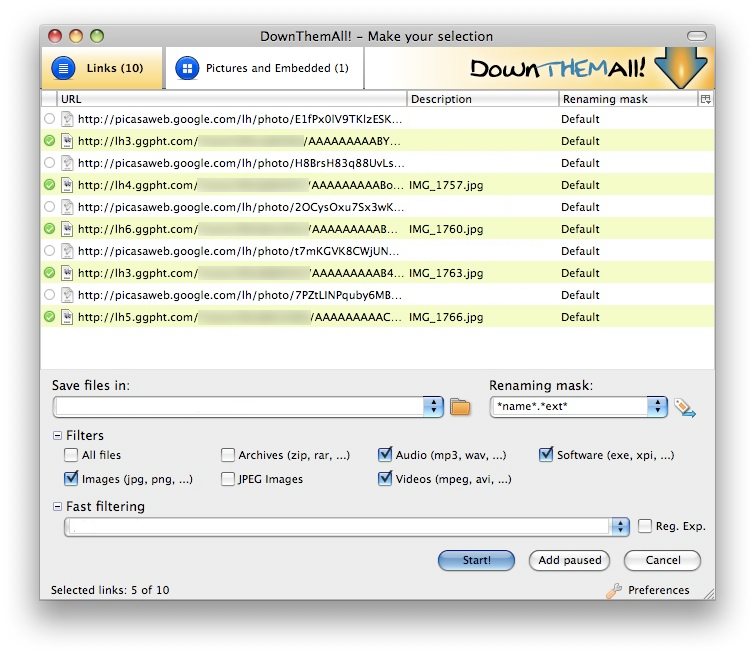 DownThemAll! – Make your selection
Links (10) Pictures and Embedded (1) DownTHEMAll!
URL Description Renaming mask
http://picasaweb.google.com/lh/photo/E1fPx0lV9TKlzESK... Default
http://lh3.ggpht.com/ /AAAAAAAAABY... Default
http://picasaweb.google.com/lh/photo/H8BrsH83q88UvLs... Default
http://lh4.ggpht.com/ /AAAAAAAAABo... IMG_1757.jpg Default
http://picasaweb.google.com/lh/photo/2OCysOxu7Sx3wK... Default
http://lh6.ggpht.com/ /AAAAAAAAAB... IMG_1760.jpg Default
http://picasaweb.google.com/lh/photo/t7mKGVK8CWjUN... Default
http://lh3.ggpht.com/ /AAAAAAAAAB4... IMG_1763.jpg Default
http://picasaweb.google.com/lh/photo/7PZtLINPquby6MB... Default
http://lh5.ggpht.com/ /AAAAAAAAAC... IMG_1766.jpg Default
Save files in: Renaming mask:
*name*.*ext*
Filters
All files Archives (zip, rar, ...) Audio (mp3, wav, ...) Software (exe, xpi, ...)
Images (jpg, png, ...) JPEG Images Videos (mpeg, avi, ...)
Fast filtering
Reg. Exp.
Start! Add paused Cancel
Selected links: 5 of 10 Preferences